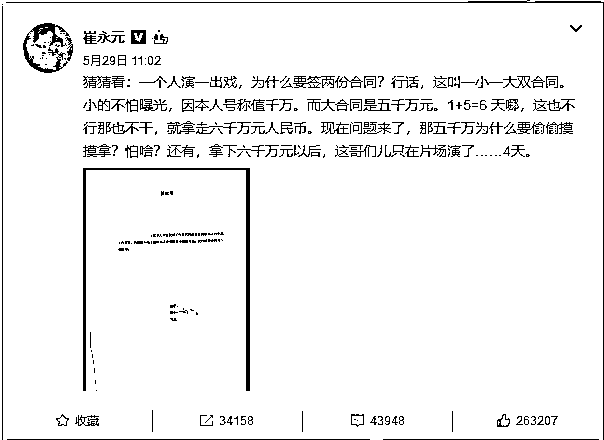 崔永元 V
5月29日 11:02
猜猜看：一个人演一出戏，为什么要签两份合同？行话，这叫一小一大双合同。
小的不怕曝光，因本人号称值千万。而大合同是五千万元。1+5=6 天哪，这也不
行那也不干，就拿走六千万元人民币。现在问题来了，那五千万为什么要偷偷摸
摸拿？怕啥？还有，拿下六千万元以后，这哥们儿只在片场演了……4天。
收藏
34158
43948
263207